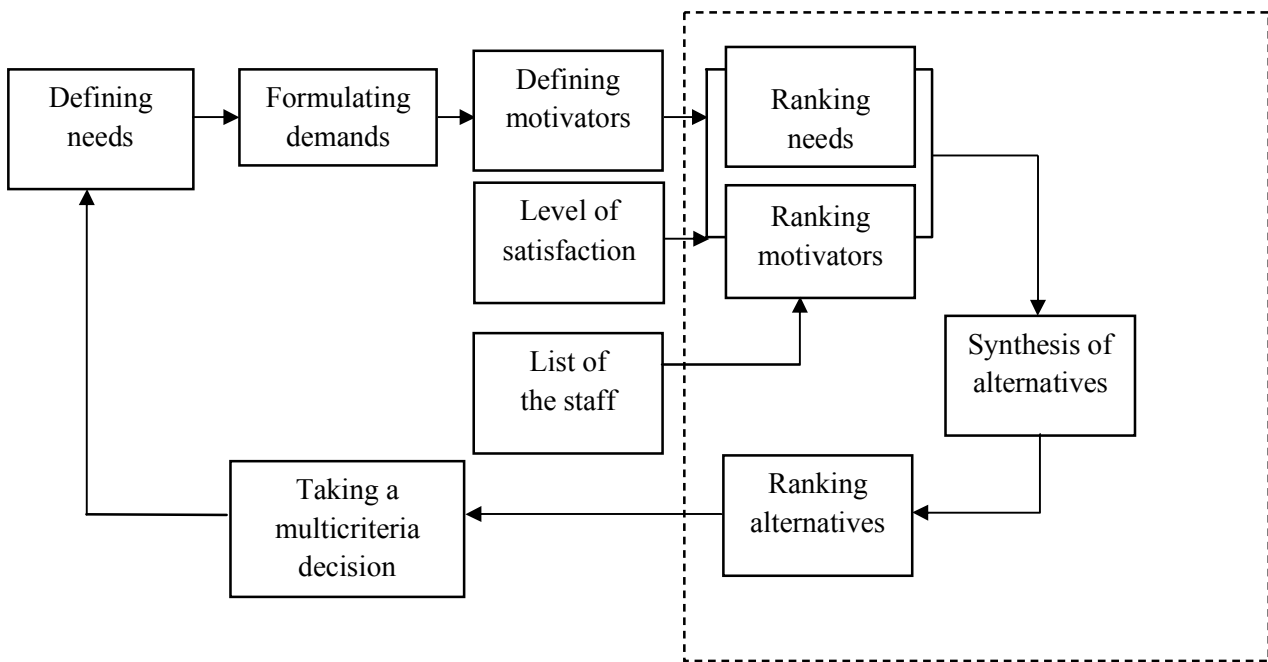 Defining
needs
Formulating
demands
Defining
motivators
Ranking
needs
Level of
satisfaction
Ranking
motivators
List of
the staff
Synthesis of
alternatives
Ranking
alternatives
Taking a
multicriteria
decision